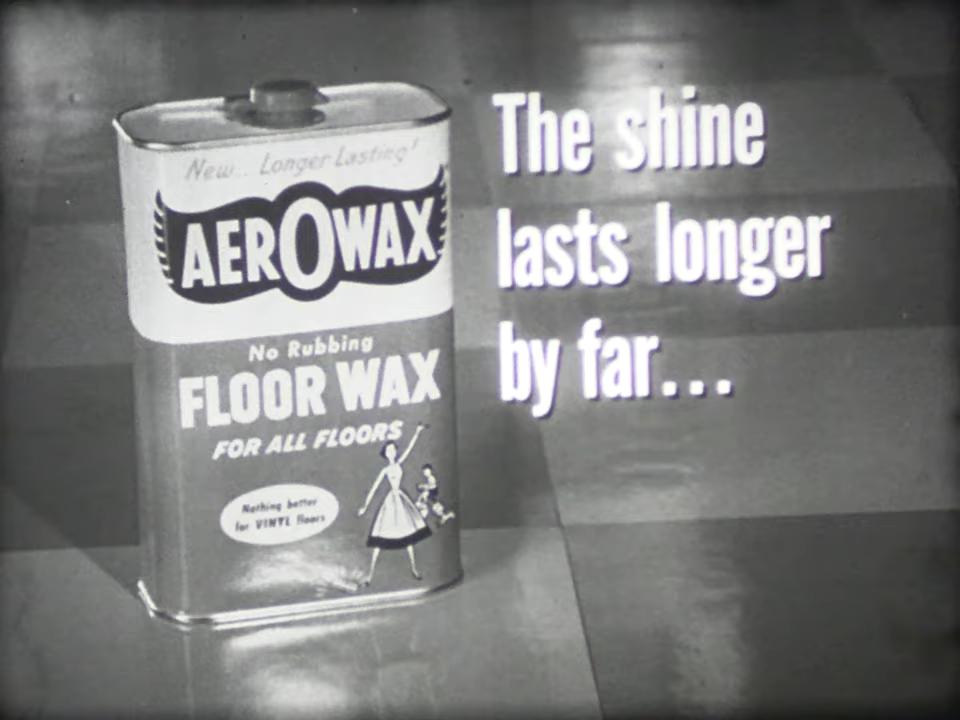 New... Longer Lasting!
AEROWAX
No Rubbing
FLOOR WAX
FOR ALL FLOORS
Nothing better
for VINYL floors
The shine
lasts longer
by far...